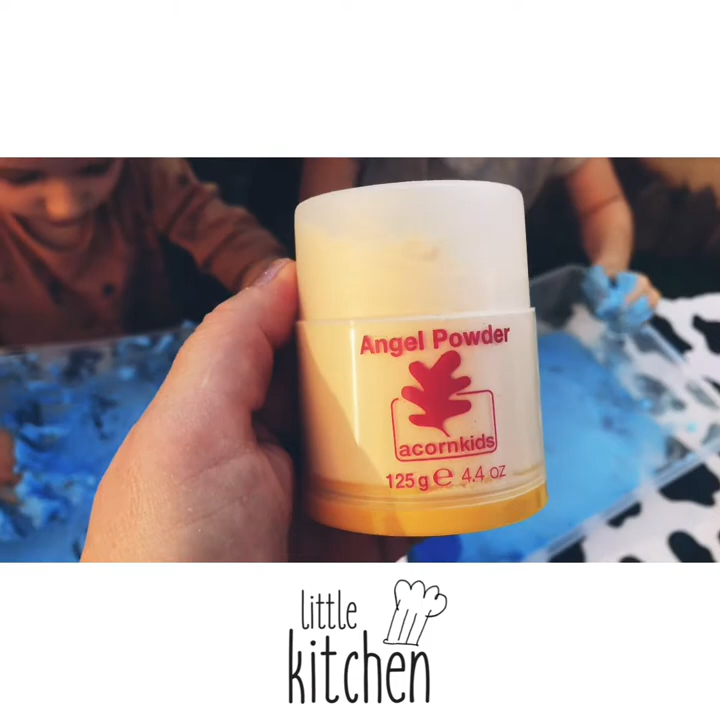 Angel Powder
acornkids
125 g ℮ 4.4 oz
little
kitchen